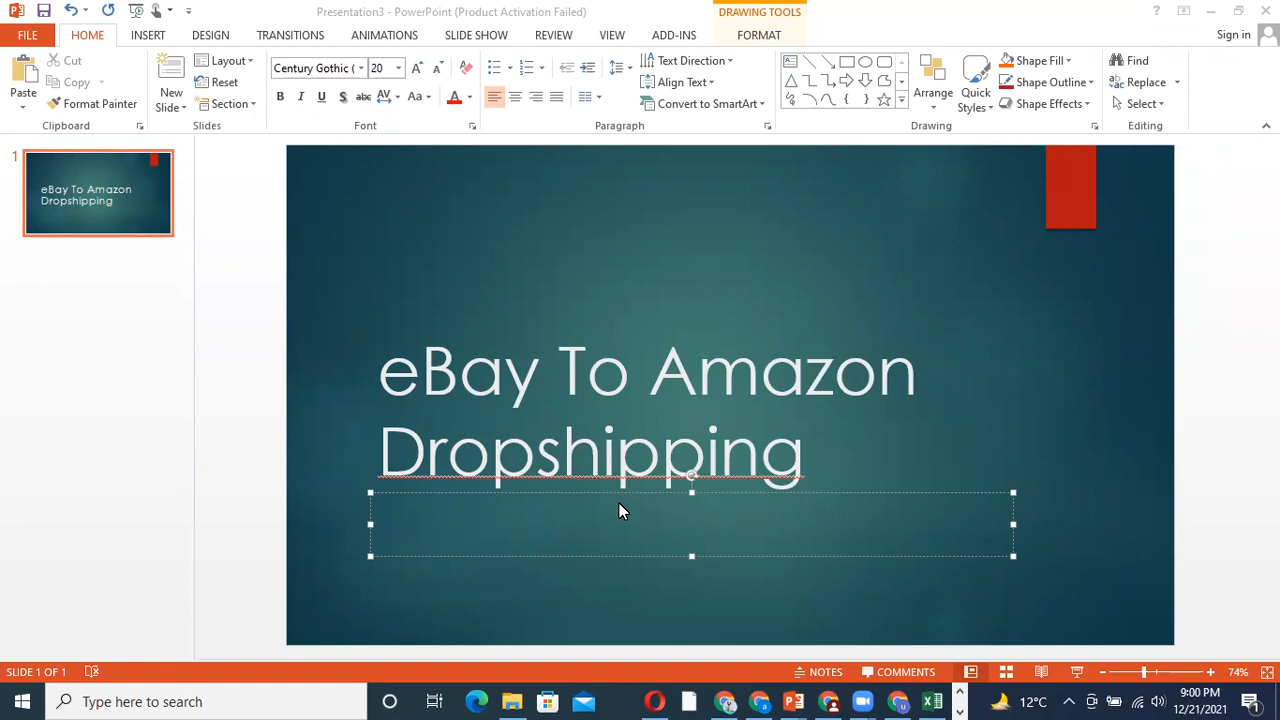 Presentation3 - PowerPoint (Product Activation Failed)
DRAWING TOOLS
?
FILE HOME INSERT DESIGN TRANSITIONS ANIMATIONS SLIDE SHOW REVIEW VIEW ADD-INS FORMAT Sign in
Paste
Cut
Copy
Format Painter
Clipboard
New
Slide
Layout
Reset
Section
Slides
Century Gothic ( 20
B I U S abc AV Aa A
Font
Text Direction
Align Text
Convert to SmartArt
Paragraph
Arrange
Quick
Styles
Shape Fill
Shape Outline
Shape Effects
Drawing
Find
Replace
Select
Editing
1
eBay To Amazon
Dropshipping
eBay To Amazon
Dropshipping
SLIDE 1 OF 1 NOTES COMMENTS 74%
Type here to search
12°C
9:00 PM
12/21/2021